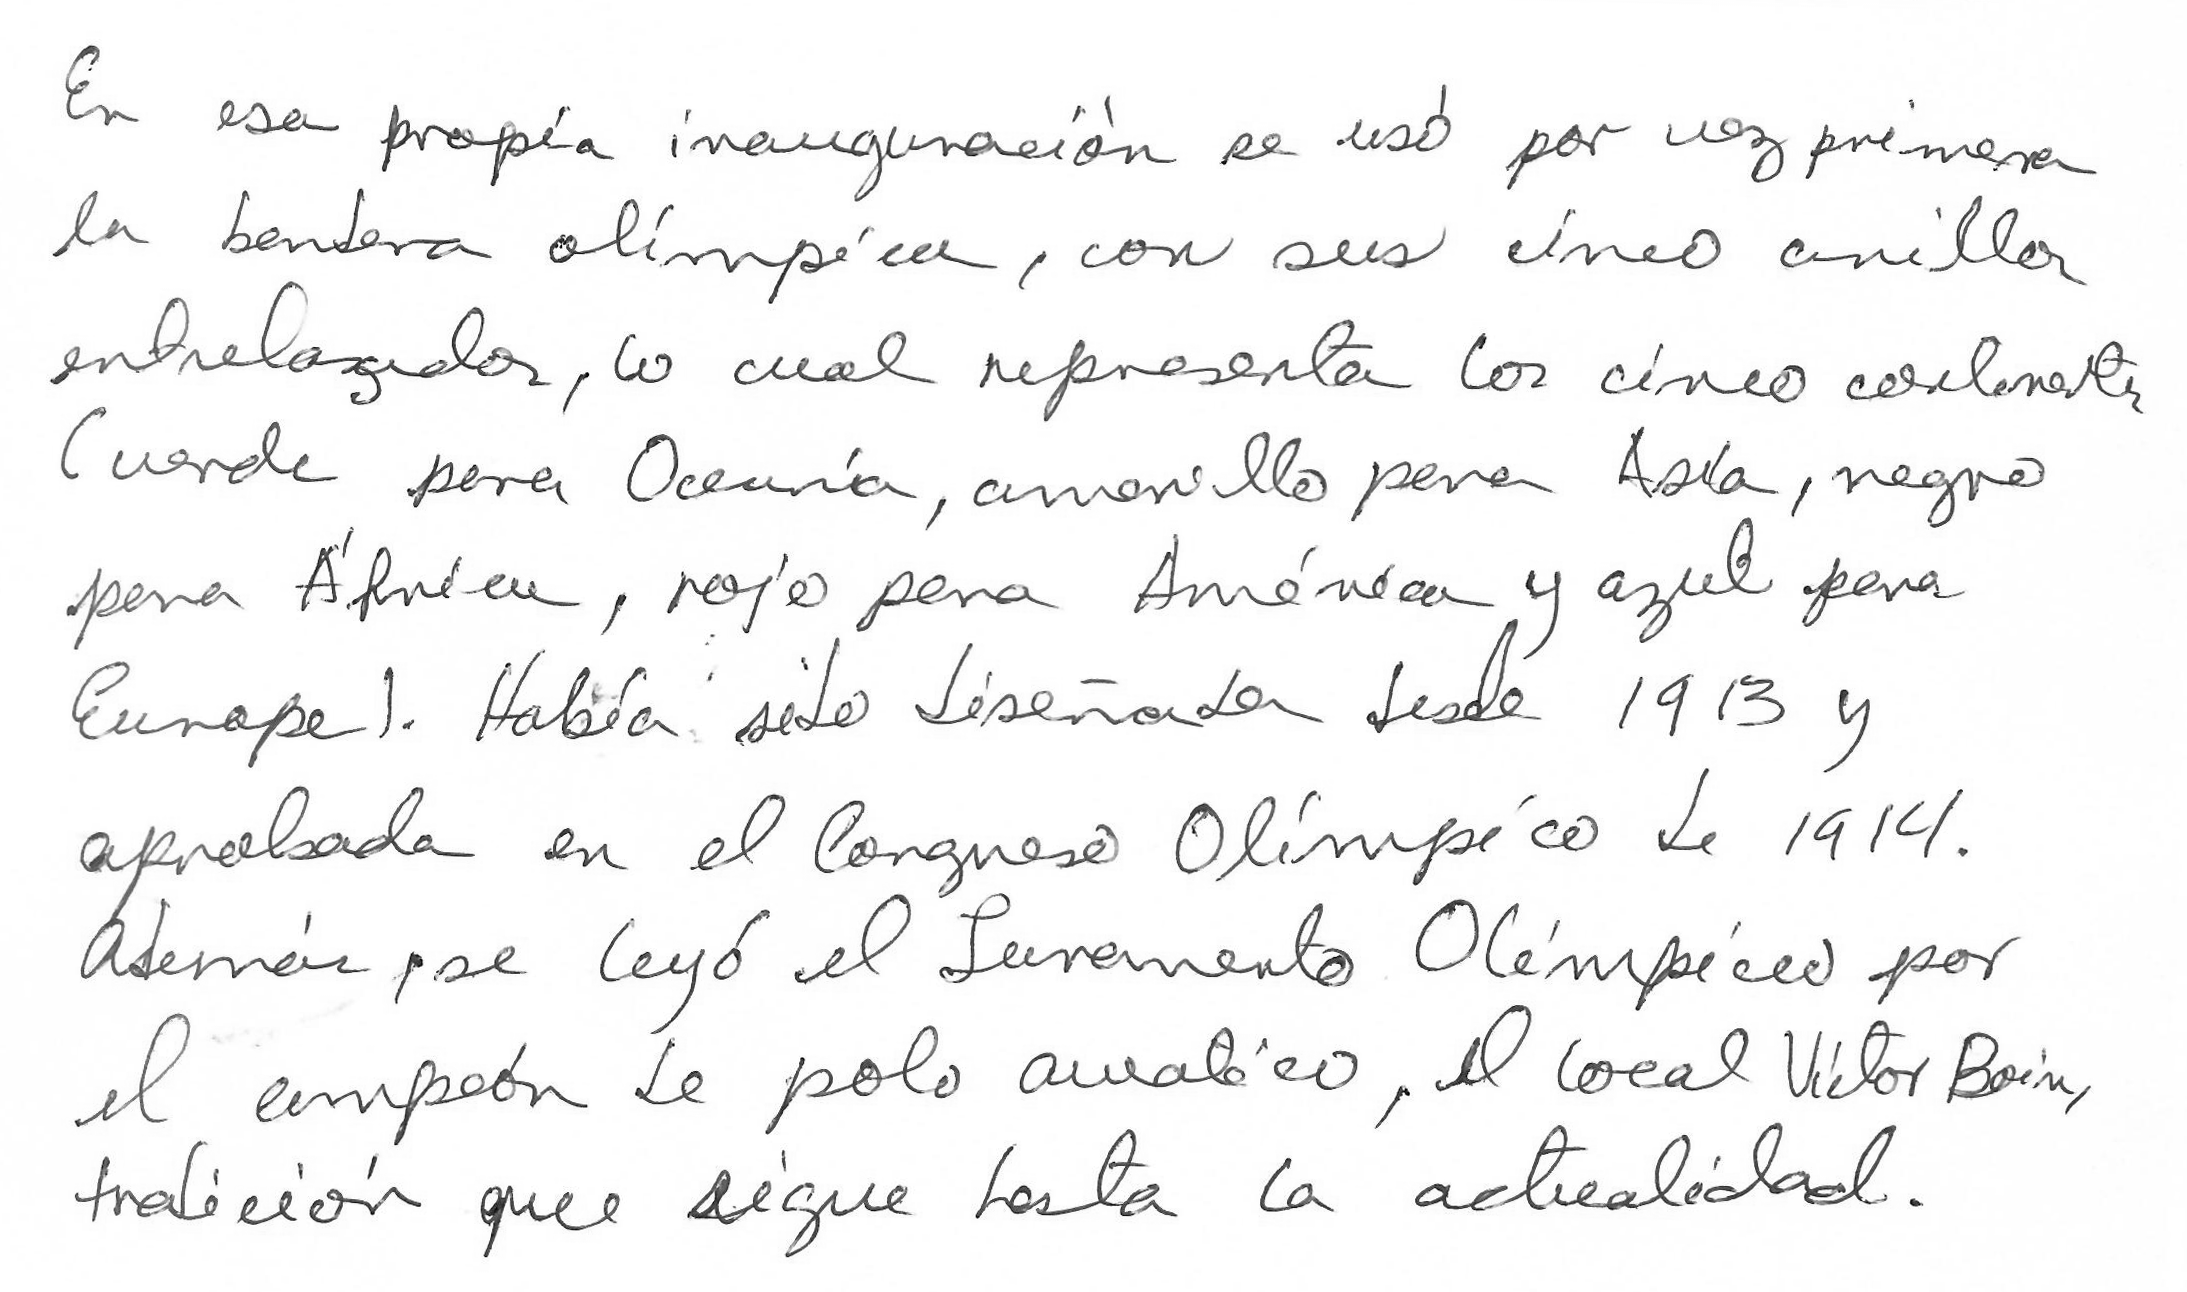 En esa propia inauguración se usó por vez primera
la bandera olímpica, con sus cinco anillos
entrelazados, lo cual representa los cinco continentes
(verde para Oceanía, amarillo para Asia, negro
para África, rojo para América y azul para
Europa). Había sido diseñada desde 1913 y
aprobada en el Congreso Olímpico de 1914.
Además, se leyó el Juramento Olímpico por
el campeón de polo acuático, el local Víctor Boin,
tradición que sigue hasta la actualidad.